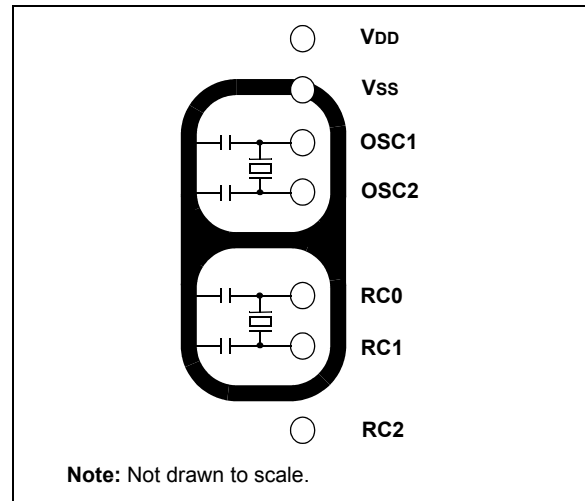 VDD
VSS
OSC1
OSC2
RC0
RC1
RC2
Note: Not drawn to scale.